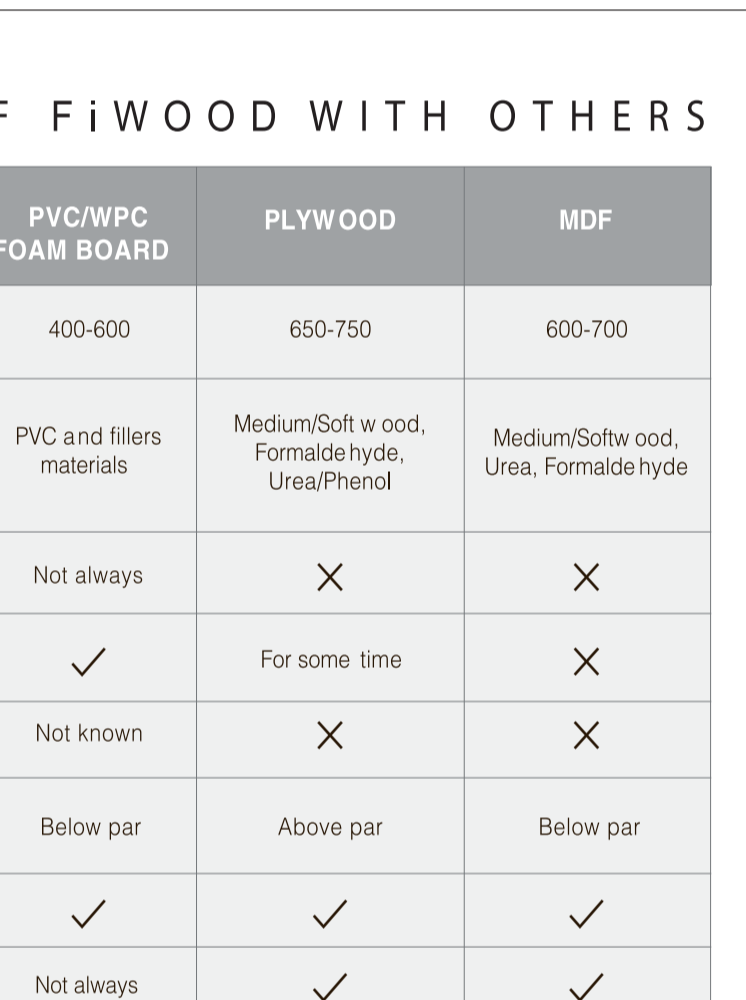 F FiWOOD WITH OTHERS
PVC/WPC
FOAM BOARD
PLYWOOD
MDF
400-600
650-750
600-700
PVC and fillers
materials
Medium/Soft w ood,
Formalde hyde,
Urea/Phenol
Medium/Softw ood,
Urea, Formalde hyde
Not always
For some time
Not known
Below par
Above par
Below par
Not always